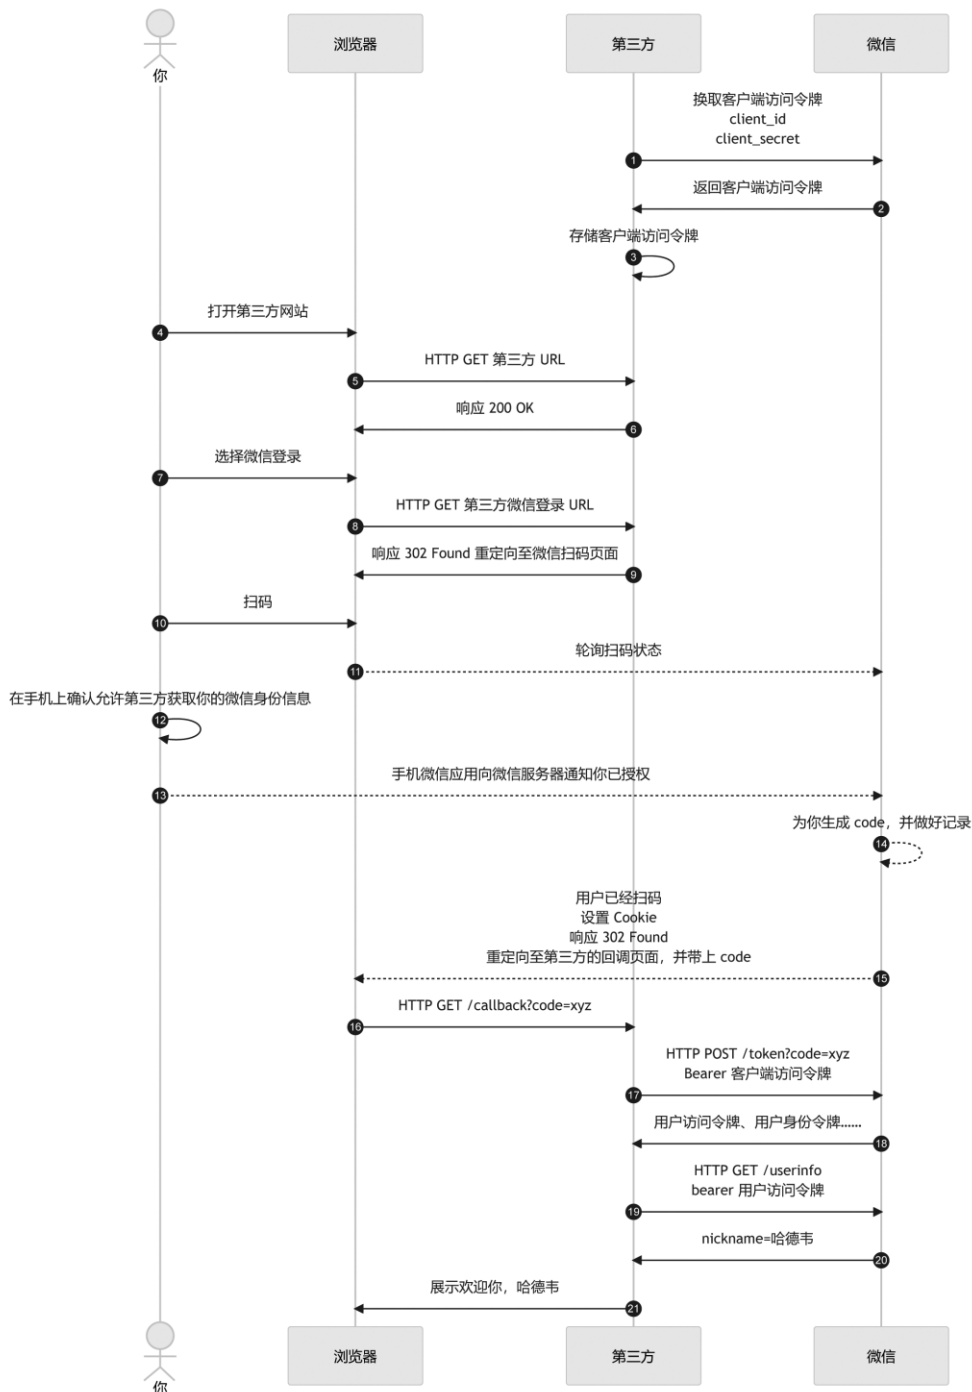 你
浏览器
第三方
微信
换取客户端访问令牌
client_id
client_secret
1
返回客户端访问令牌
2
存储客户端访问令牌
3
打开第三方网站
4
HTTP GET 第三方 URL
5
响应 200 OK
6
选择微信登录
7
HTTP GET 第三方微信登录 URL
8
响应 302 Found 重定向至微信扫码页面
9
扫码
10
轮询扫码状态
11
在手机上确认允许第三方获取你的微信身份信息
12
手机微信应用向微信服务器通知你已授权
13
为你生成 code，并做好记录
14
用户已经扫码
设置 Cookie
响应 302 Found
重定向至第三方的回调页面，并带上 code
15
HTTP GET /callback?code=xyz
16
HTTP POST /token?code=xyz
Bearer 客户端访问令牌
17
用户访问令牌、用户身份令牌……
18
HTTP GET /userinfo
bearer 用户访问令牌
19
nickname=哈德韦
20
展示欢迎你，哈德韦
21
浏览器
第三方
微信
你